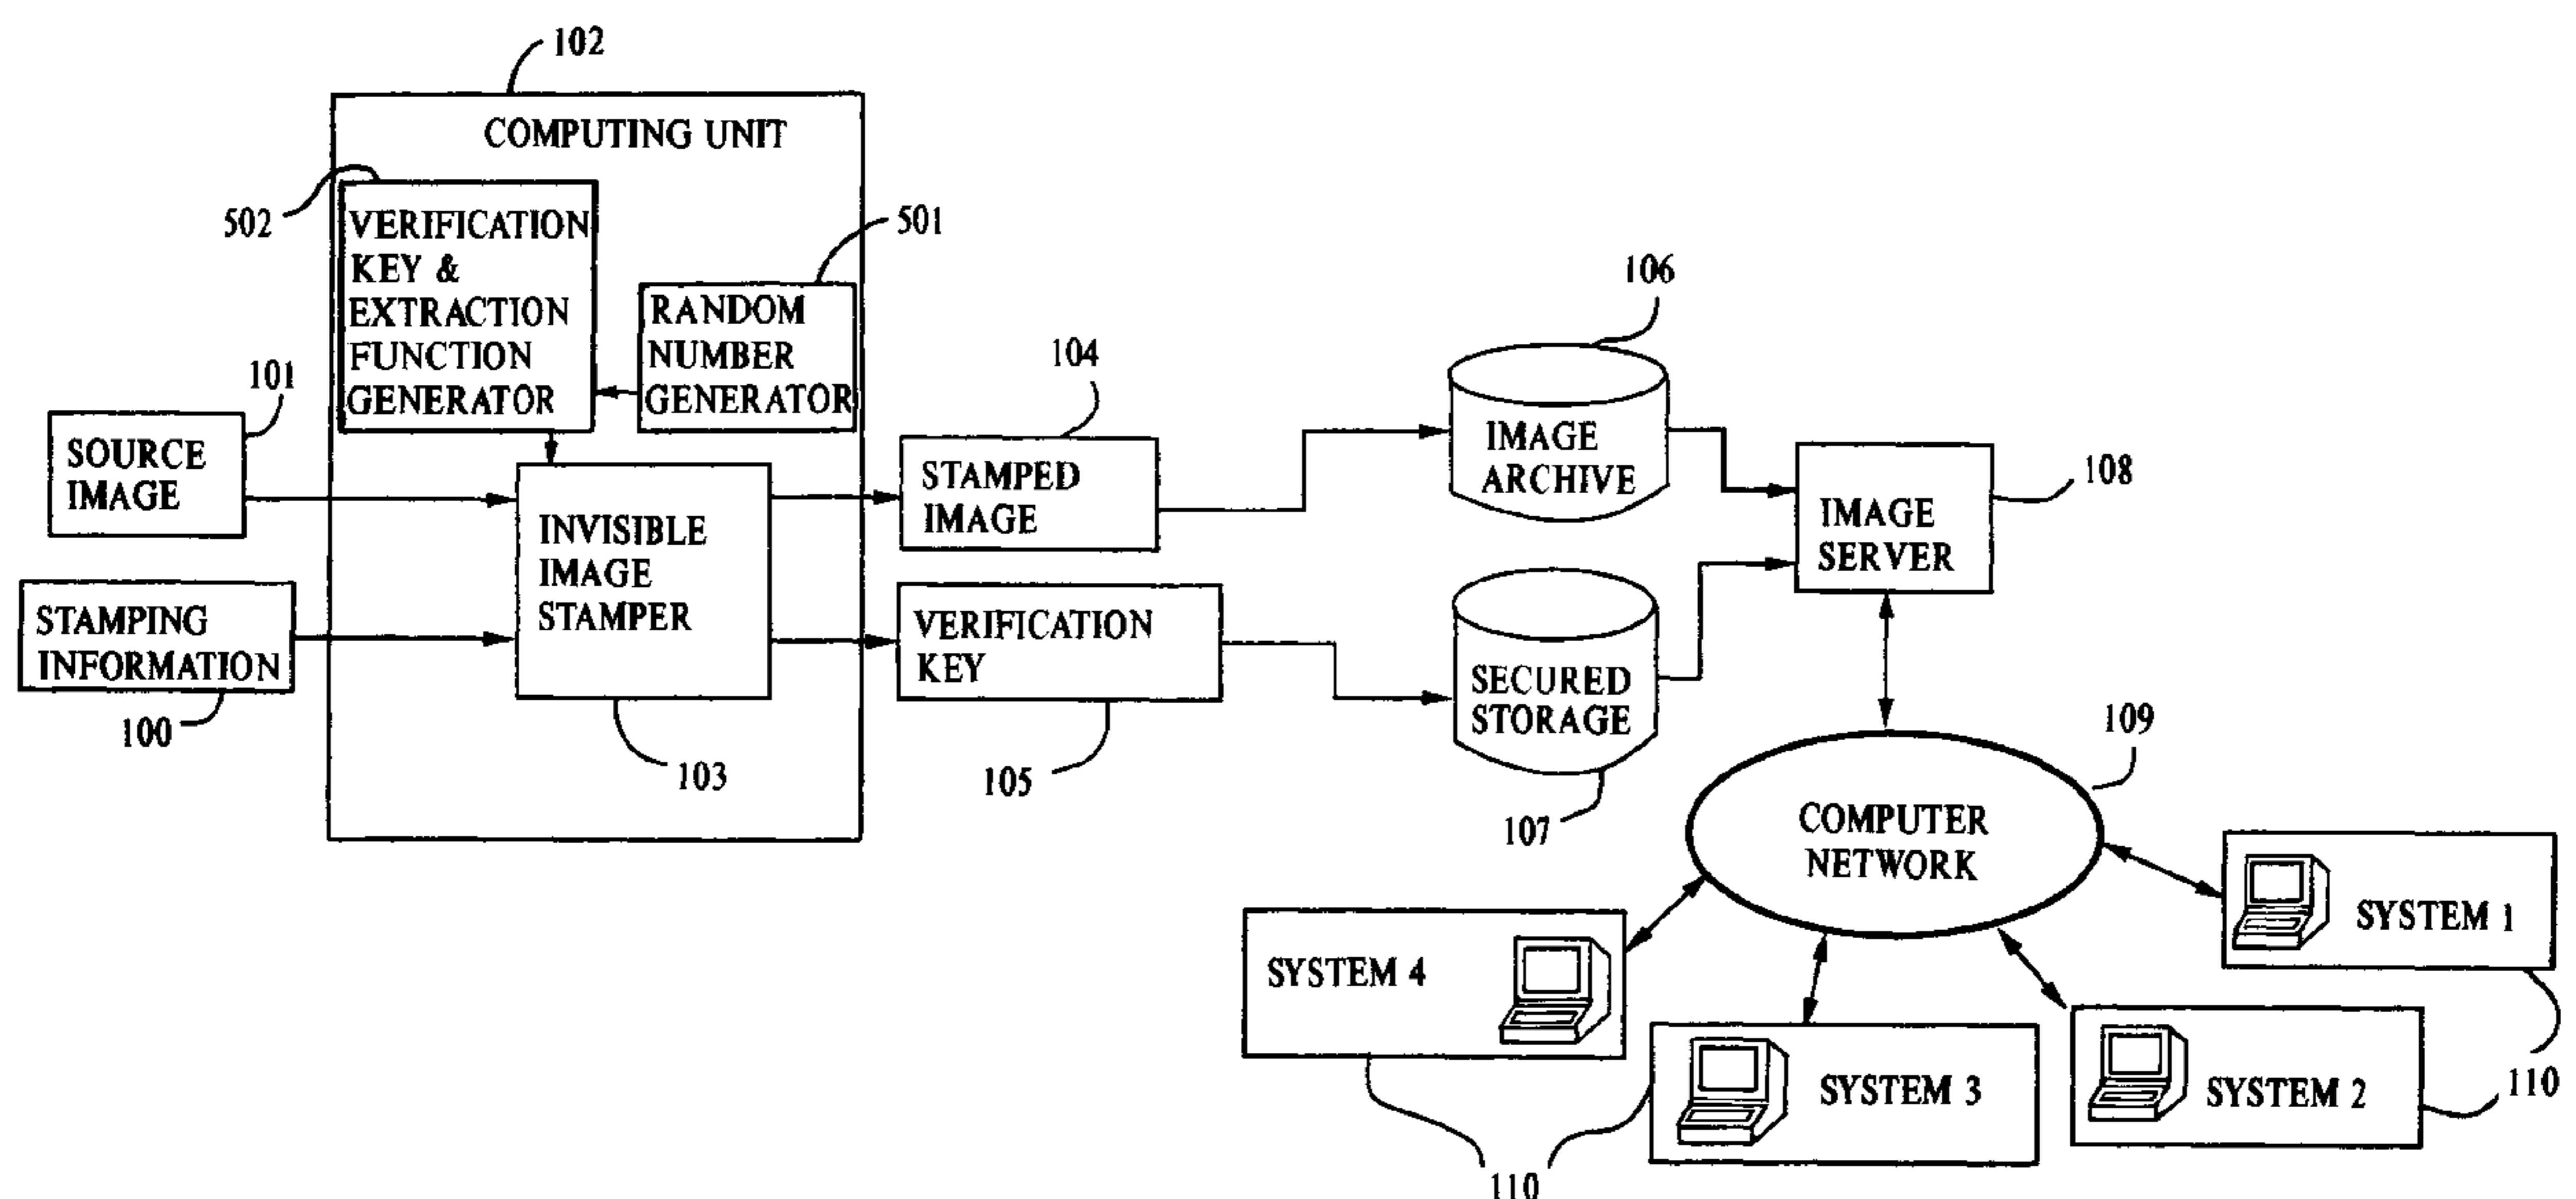 102
COMPUTING UNIT
502
VERIFICATION
KEY &
EXTRACTION
FUNCTION
GENERATOR
501
RANDOM
NUMBER
GENERATOR
101
SOURCE
IMAGE
STAMPING
INFORMATION
100
INVISIBLE
IMAGE
STAMPER
103
104
STAMPED
IMAGE
VERIFICATION
KEY
105
106
IMAGE
ARCHIVE
SECURED
STORAGE
107
IMAGE
SERVER
108
109
COMPUTER
NETWORK
SYSTEM 1
SYSTEM 4
SYSTEM 3
SYSTEM 2
110
110